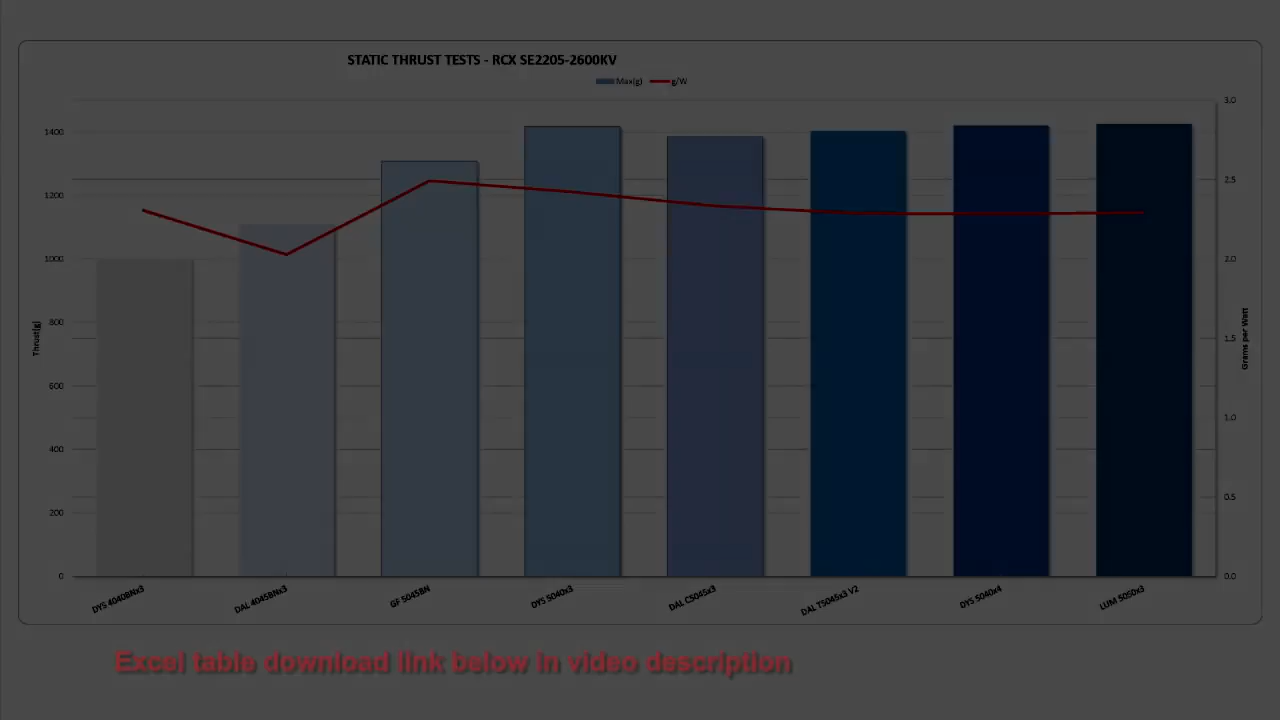 STATIC THRUST TESTS - RCX SE2205-2600KV
Max(g) g/W
3.0
1400
2.5
1200
1000
2.0
Thrust(g)
800
1.5
Grams per Watt
600
1.0
400
0.5
200
0
0.0
DYS 4040BNx3
DAL 4045BNx3
GF 5045BN
DYS 5040x3
DAL C5045x3
DAL T5045x3 V2
DYS 5040x4
LUM 5050x3
Excel table download link below in video description